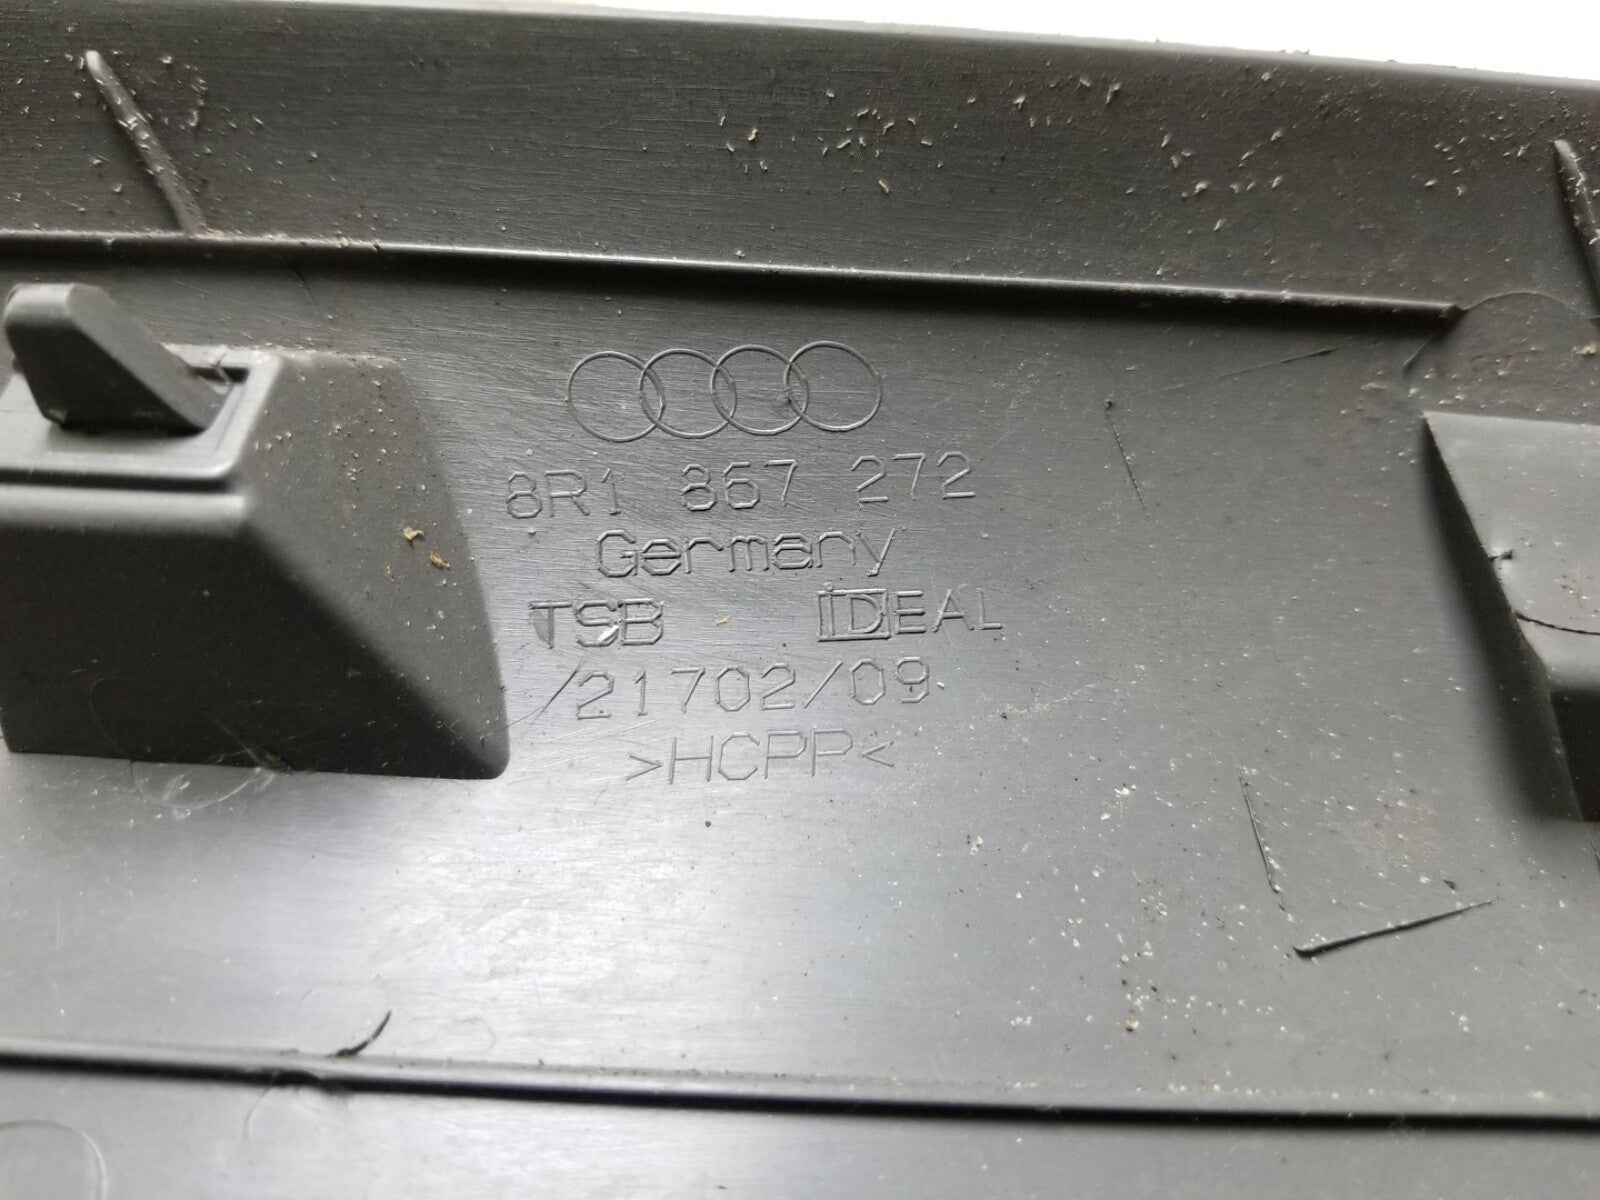 8R1 867 272
Germany
TSB IDEAL
/21702/09
>HCPP<